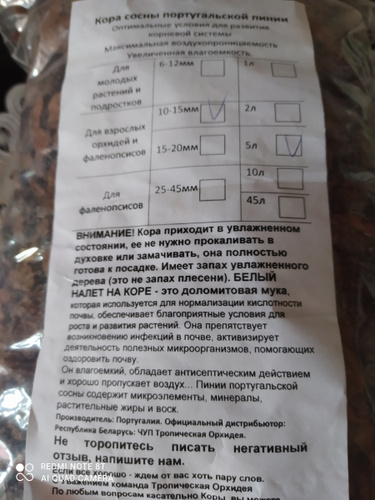 Кора сосны португальской линии
Оптимальные условия для развития
корневой системы
Максимальная воздухопроницаемость
Увеличенная влагоемкость.
Для молодых растений и подростков 6-12мм 1л
10-15мм 2л
Для взрослых орхидей и фаленопсисов 15-20мм 5л
Для фаленопсисов 25-45мм 10л
45л
ВНИМАНИЕ! Кора приходит в увлажненном
состоянии, ее не нужно прокаливать в
духовке или замачивать, она полностью
готова к посадке. Имеет запах увлажненного
дерева (это не запах плесени). БЕЛЫЙ
НАЛЕТ НА КОРЕ - это доломитовая мука,
которая используется для нормализации кислотности
почвы, обеспечивает благоприятные условия для
роста и развития растений. Она препятствует
возникновению инфекций в почве, активизирует
деятельность полезных микроорганизмов, помогающих
оздоровить почву.
Он влагоемкий, обладает антисептическим действием
и хорошо пропускает воздух... Пинии португальской
сосны содержит микроэлементы, минералы,
растительные жиры и воск.
Производитель: Португалия. Официальный дистрибьютор:
Республика Беларусь: ЧУП Тропическая Орхидея.
Не торопитесь писать негативный
отзыв, напишите нам.
Если все хорошо - ждем от вас хоть пару слов.
С Уважением команда Тропическая Орхидея
По любым вопросам касательно Коры, вы можете
REDMI NOTE 8T
AI QUAD CAMERA